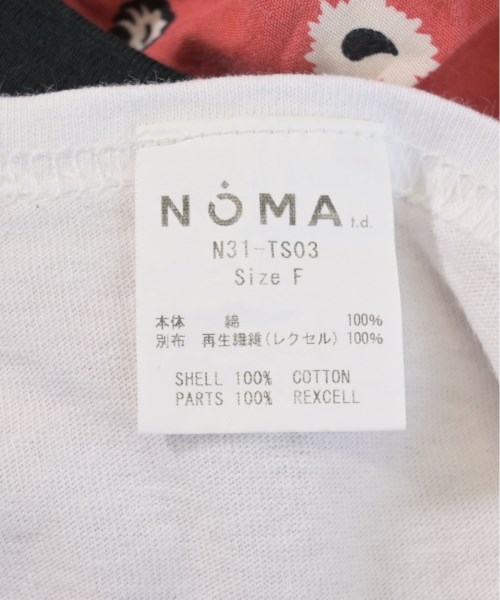 NOMA t.d.
N31-TS03
Size F
本体 綿 100%
別布 再生繊維(レクセル) 100%
SHELL 100% COTTON
PARTS 100% REXCELL